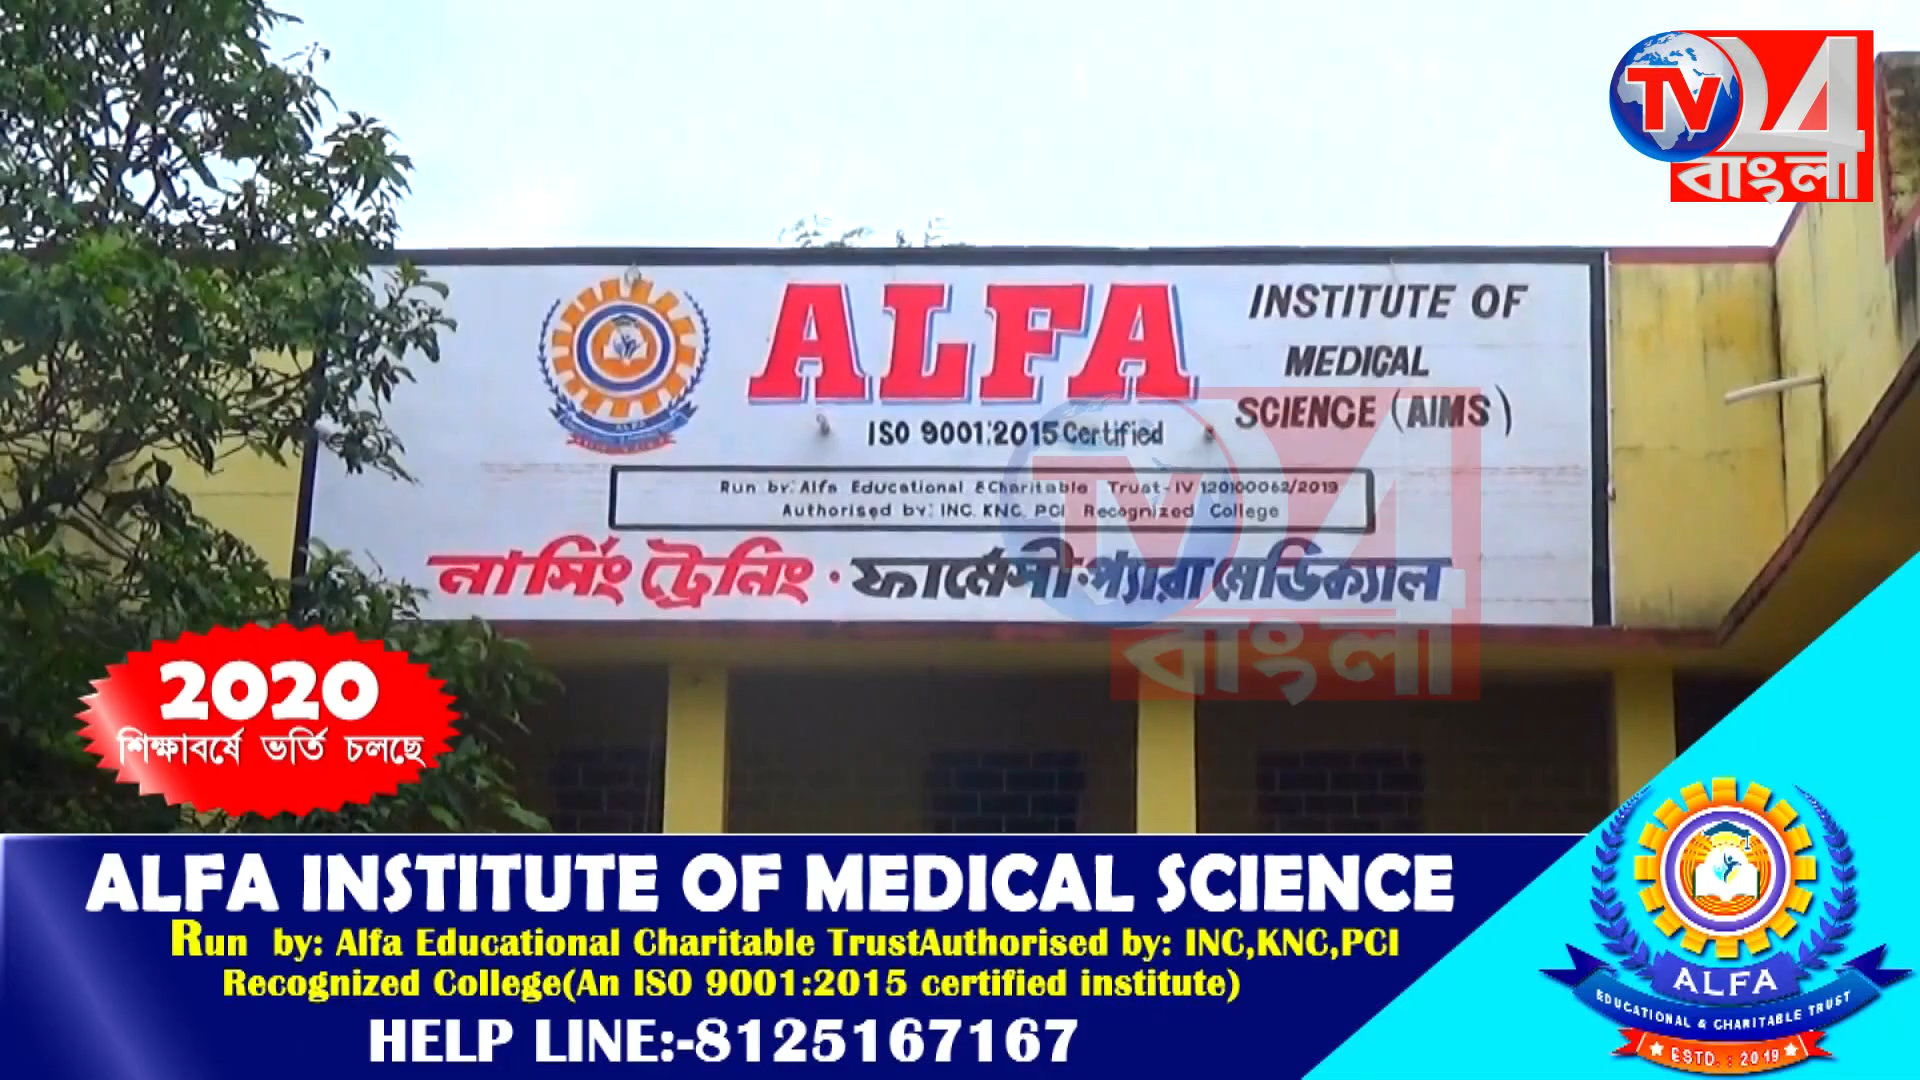 TV 24
বাংলা
ALFA
INSTITUTE OF
MEDICAL
SCIENCE (AIMS)
ISO 9001:2015 Certified
Run by: Alfa Educational & Charitable Trust-IV 120100062/2019
Authorised by: INC. KNC. PCI Recognized College
নার্সিং ট্রেনিং · ফার্মেসী · প্যারামেডিক্যাল
TV 24
বাংলা
2020
শিক্ষাবর্ষে ভর্তি চলছে
ALFA INSTITUTE OF MEDICAL SCIENCE
Run by: Alfa Educational Charitable TrustAuthorised by: INC,KNC,PCI
Recognized College(An ISO 9001:2015 certified institute)
HELP LINE:-8125167167
ALFA
EDUCATIONAL & CHARITABLE TRUST
ESTD. : 2019